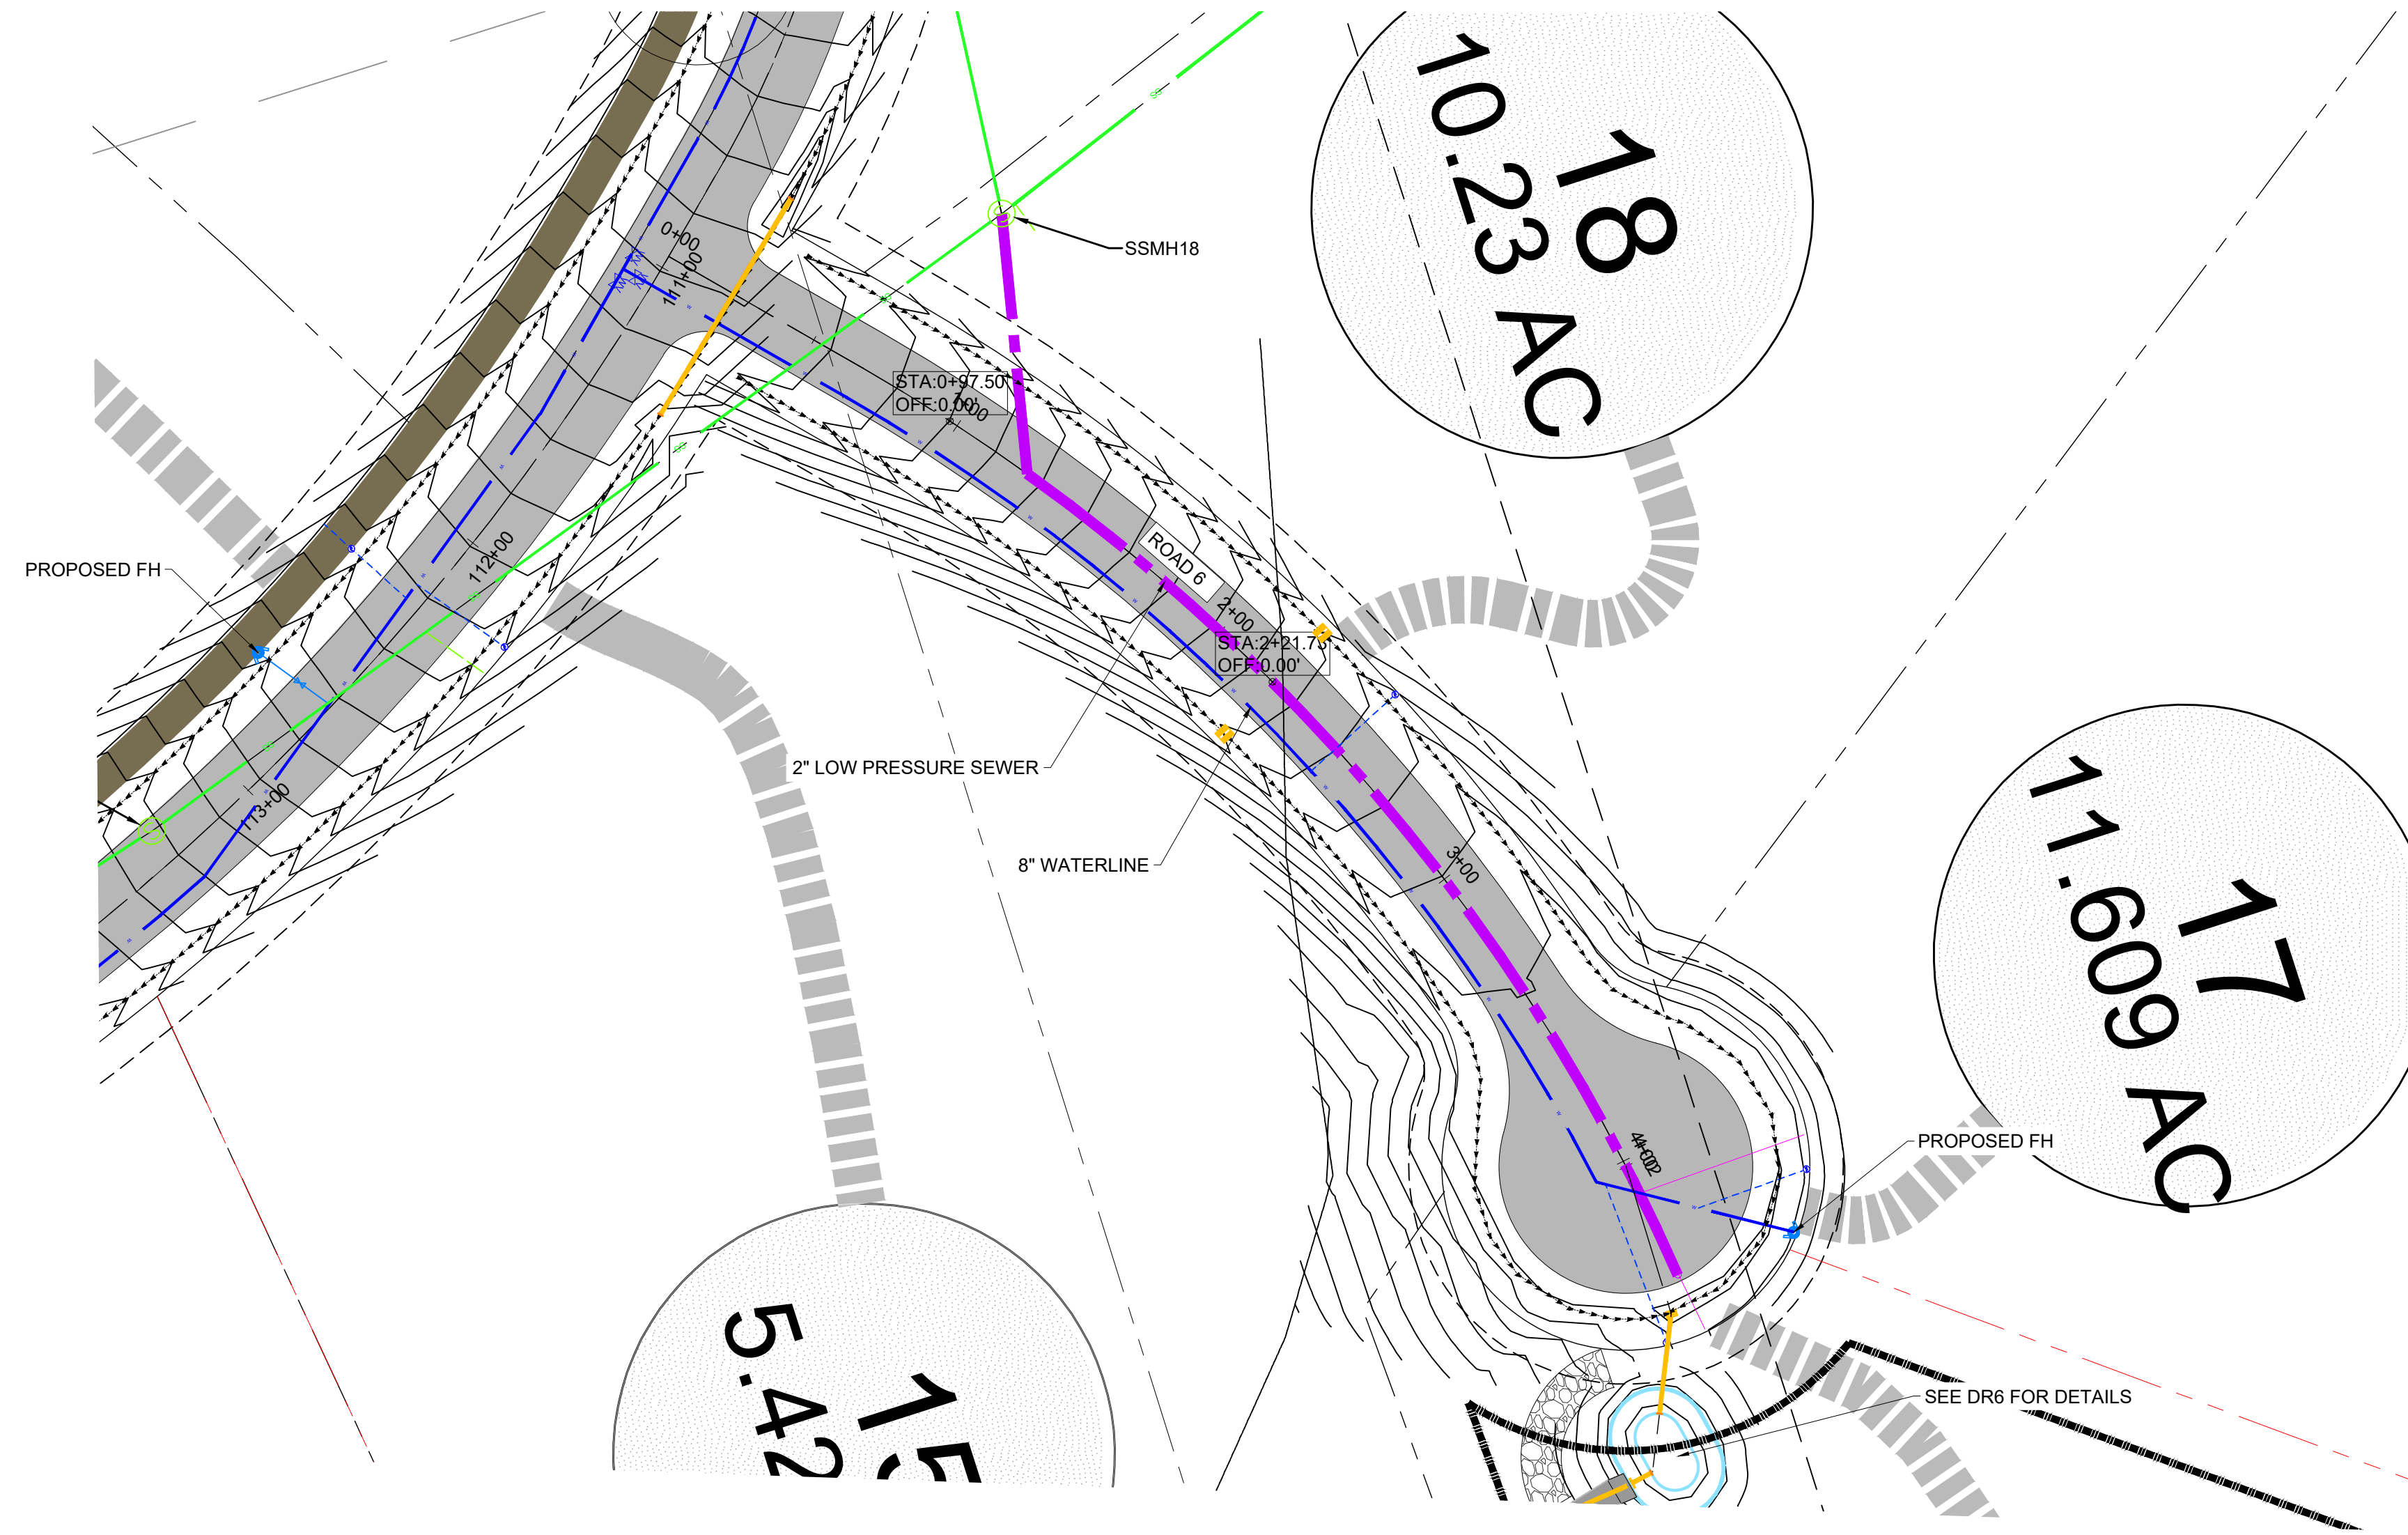 18
10.23 AC
SSMH18
0+00
111+00
STA:0+97.50
OFF:0.00'
ROAD 6
2+00
STA:2+21.73
OFF:0.00'
PROPOSED FH
112+00
2" LOW PRESSURE SEWER
113+00
8" WATERLINE
3+00
17
11.609 AC
PROPOSED FH
15
5.42
SEE DR6 FOR DETAILS